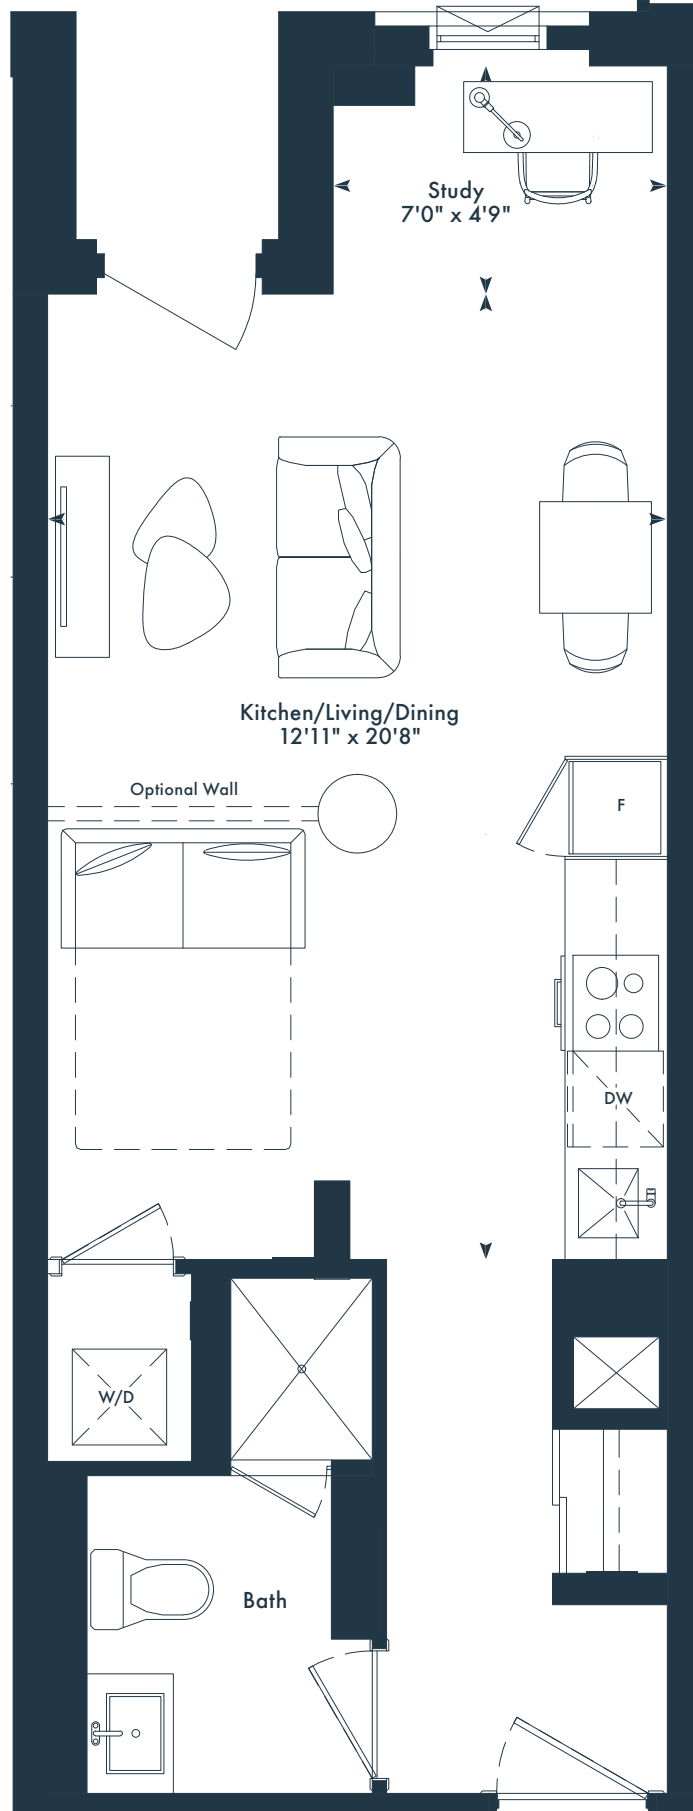 Study
7'0" x 4'9"
Kitchen/Living/Dining
12'11" x 20'8"
Optional Wall
F
DW
W/D
Bath